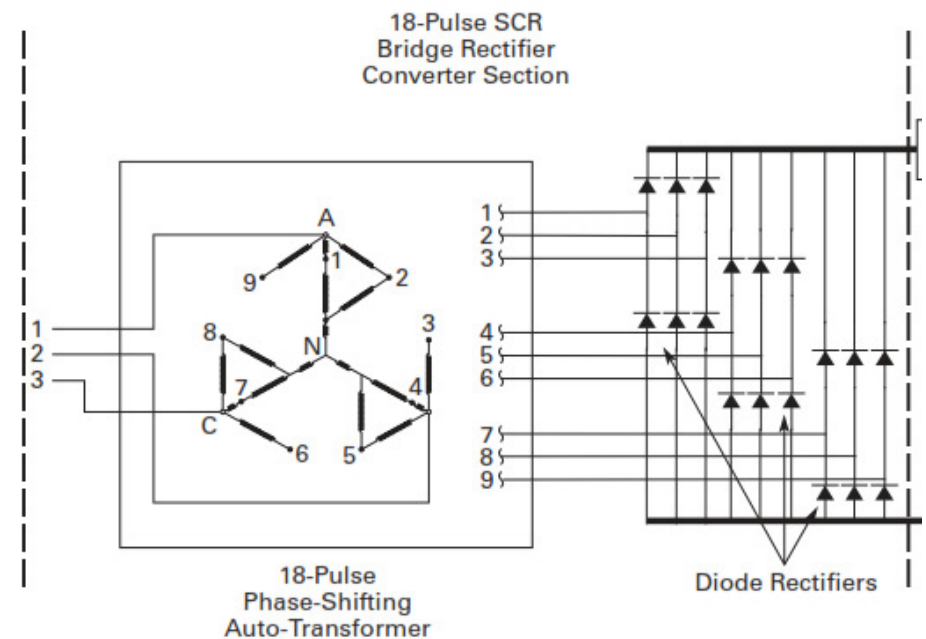 18-Pulse SCR
Bridge Rectifier
Converter Section
A
1
9
2
8
3
N
7
4
C
6
5
1
2
3
1
2
3
4
5
6
7
8
9
Diode Rectifiers
18-Pulse
Phase-Shifting
Auto-Transformer